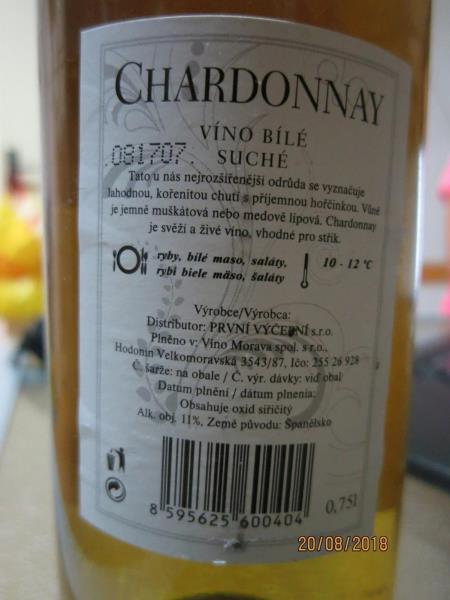 CHARDONNAY
VÍNO BÍLÉ
.081707. SUCHÉ
Tato u nás nejrozšířenější odrůda se vyznačuje
lahodnou, kořenitou chutí s příjemnou hořčinkou. Vůně
je jemně muškátová nebo medově lipová. Chardonnay
je svěží a živé víno, vhodné pro střik.
ryby, bílé maso, saláty,
rybi biele mäso, šaláty
10 - 12 °C
Výrobce/Výrobca:
Distributor: PRVNÍ VÝČEPNÍ s.r.o.
Plněno v: Víno Morava spol. s r.o.,
Hodonín Velkomoravská 3543/87, Ičo: 255 26 928
Č. šarže: na obale / Č. výr. dávky: viď obal
Datum plnění / dátum plnenia:
Obsahuje oxid siřičitý
Alk. obj. 11%, Země původu: Španělsko
8 595625 600404
0,75l
20/08/2018